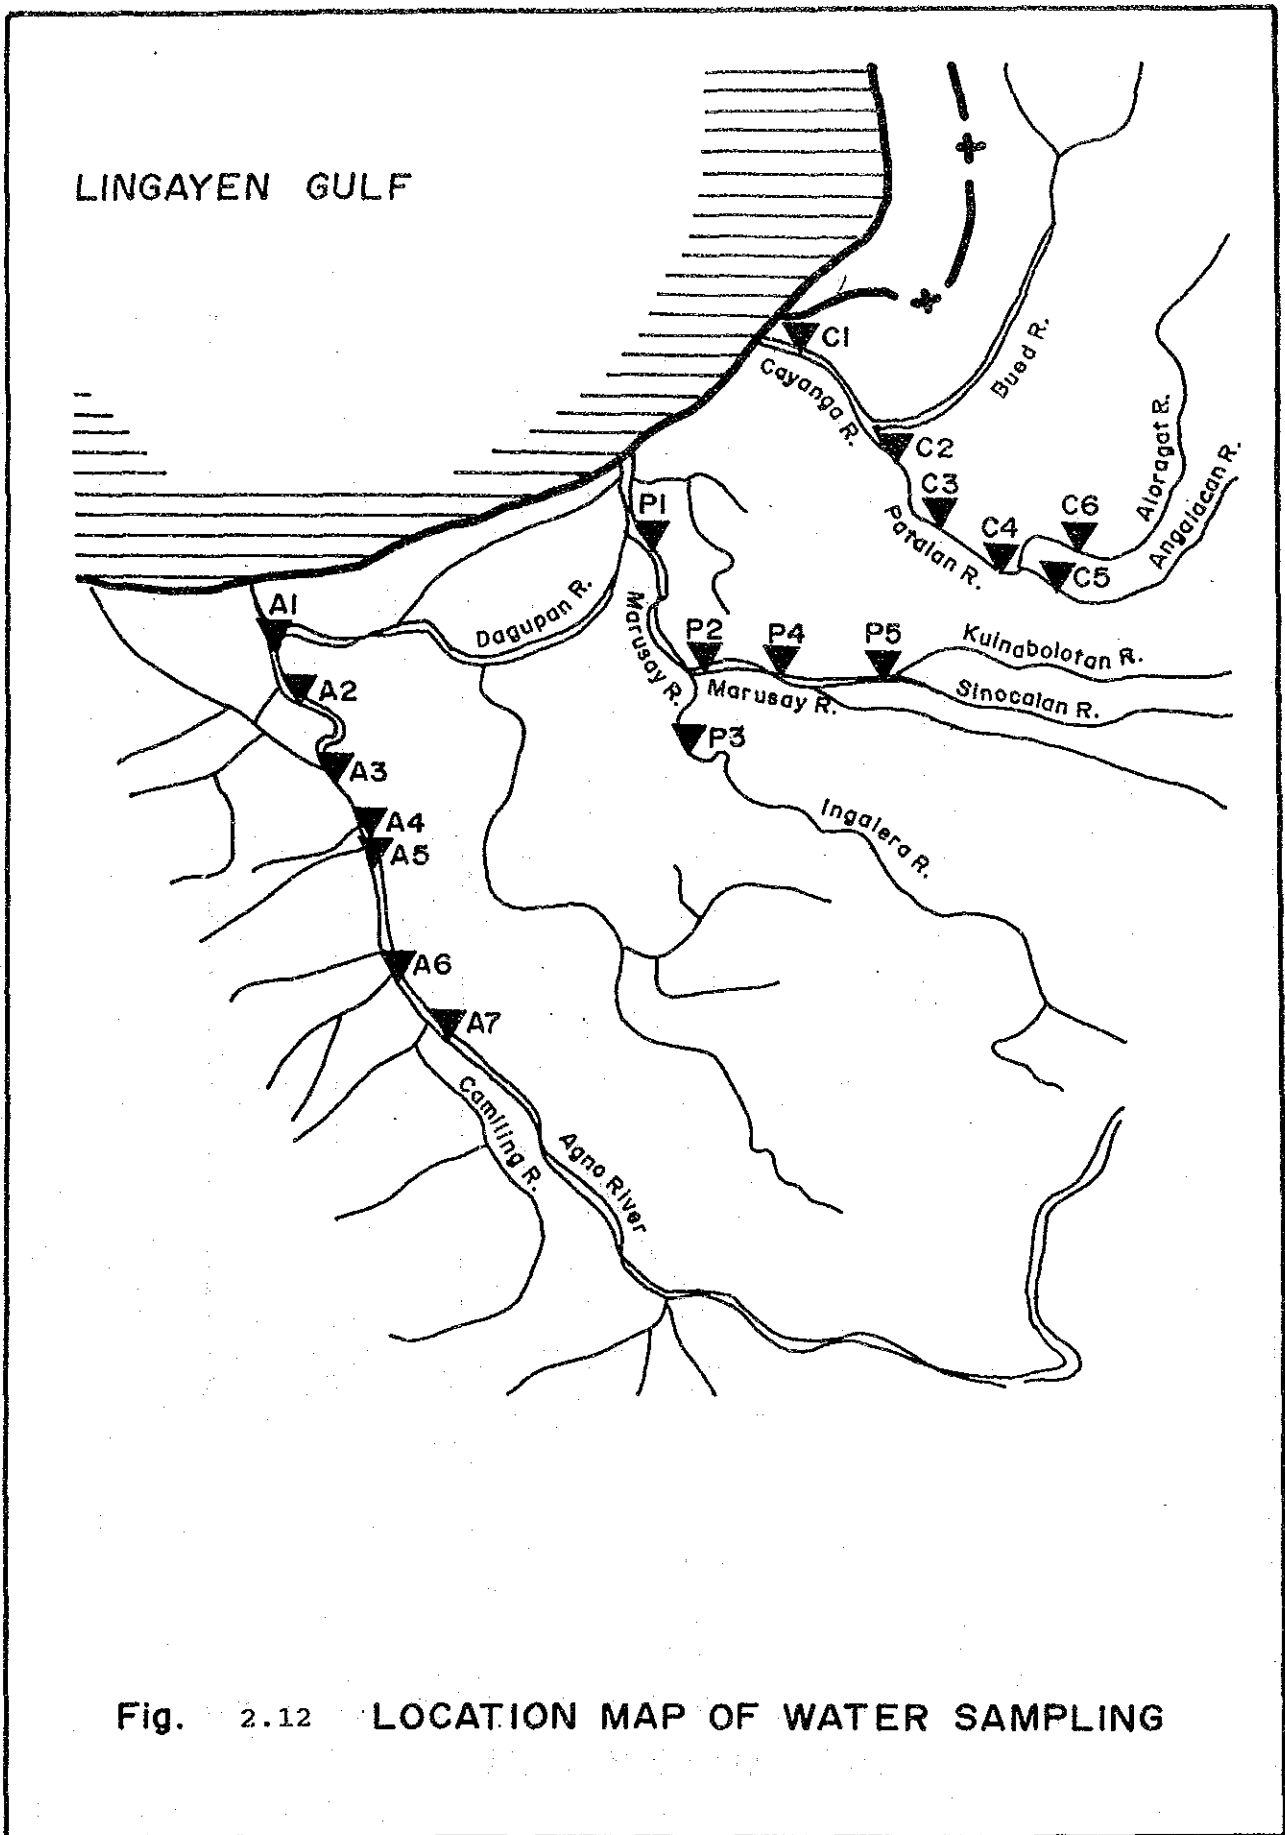 LINGAYEN GULF
C1
Cayanga R.
Bued R.
C2
C3
Patalan R.
C4
C6
C5
Aloragat R.
Angalacan R.
P1
A1
Dagupan R.
Marusay R.
P2
P4
P5
Kuinabolotan R.
Marusay R.
Sinocalan R.
A2
P3
A3
A4
A5
Ingalera R.
A6
A7
Camiling R.
Agno River
Fig. 2.12 LOCATION MAP OF WATER SAMPLING